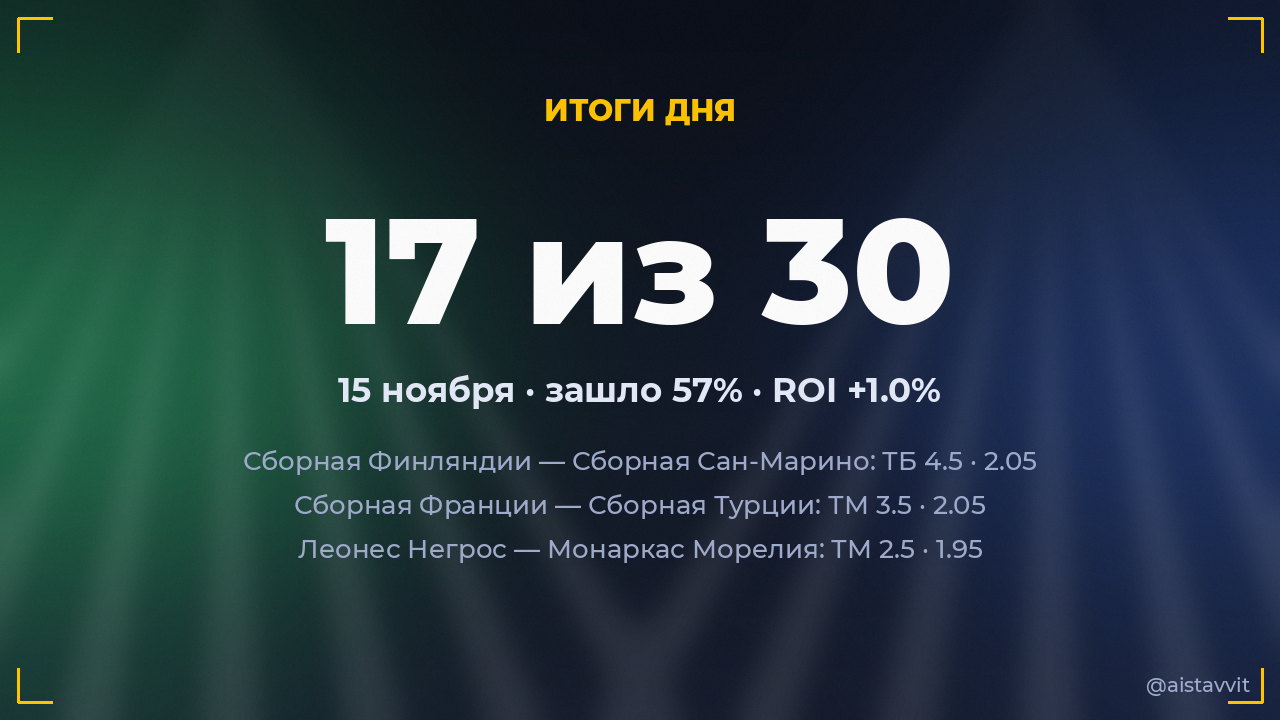 ИТОГИ ДНЯ
17 из 30
15 ноября · зашло 57% · ROI +1.0%
Сборная Финляндии — Сборная Сан-Марино: ТБ 4.5 · 2.05
Сборная Франции — Сборная Турции: ТМ 3.5 · 2.05
Леонес Негрос — Монаркас Морелия: ТМ 2.5 · 1.95
@aistavvit